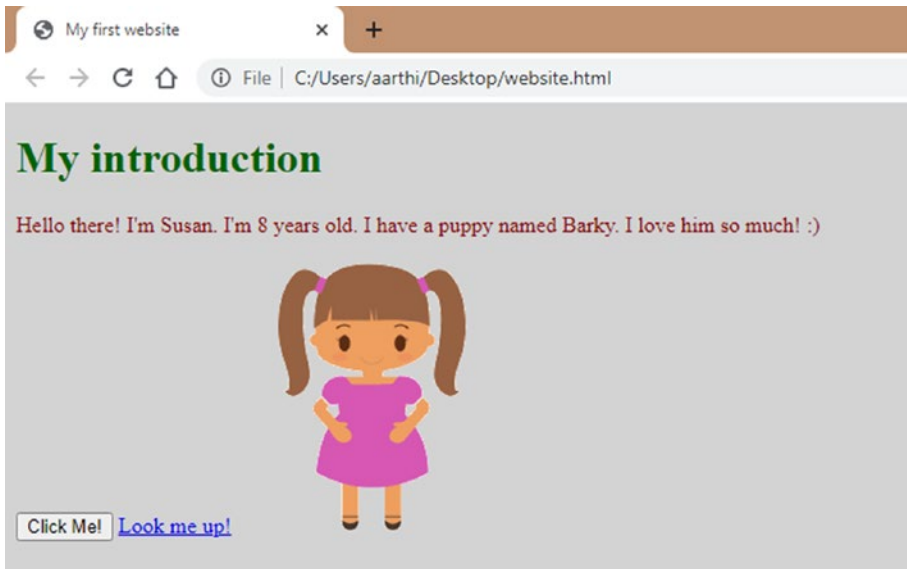 My first website
File C:/Users/aarthi/Desktop/website.html
My introduction
Hello there! I'm Susan. I'm 8 years old. I have a puppy named Barky. I love him so much! :)
Click Me! Look me up!